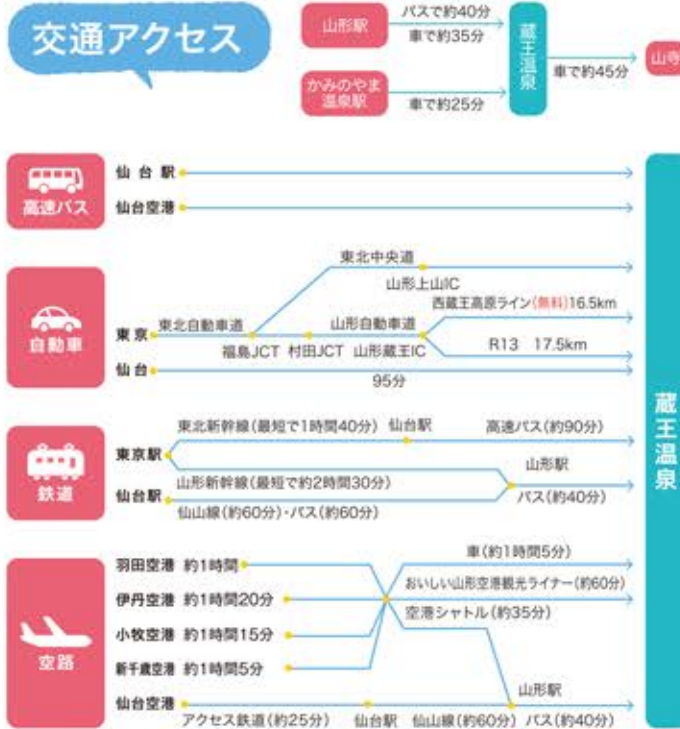 交通アクセス
山形駅
バスで約40分
車で約35分
かみのやま
温泉駅
車で約25分
蔵王温泉
車で約45分
山寺
高速バス
仙台駅
仙台空港
自動車
東北中央道
山形上山IC
西蔵王高原ライン(無料)16.5km
東京
東北自動車道
山形自動車道
福島JCT 村田JCT 山形蔵王IC
R13 17.5km
仙台
95分
蔵王温泉
鉄道
東北新幹線(最短で1時間40分) 仙台駅 高速バス(約90分)
東京駅
山形駅
山形新幹線(最短で約2時間30分)
バス(約40分)
仙台駅
仙山線(約60分)・バス(約60分)
空路
車(約1時間5分)
羽田空港 約1時間
おいしい山形空港観光ライナー(約60分)
伊丹空港 約1時間20分
空港シャトル(約35分)
小牧空港 約1時間15分
新千歳空港 約1時間5分
山形駅
仙台空港
アクセス鉄道(約25分) 仙台駅 仙山線(約60分) バス(約40分)